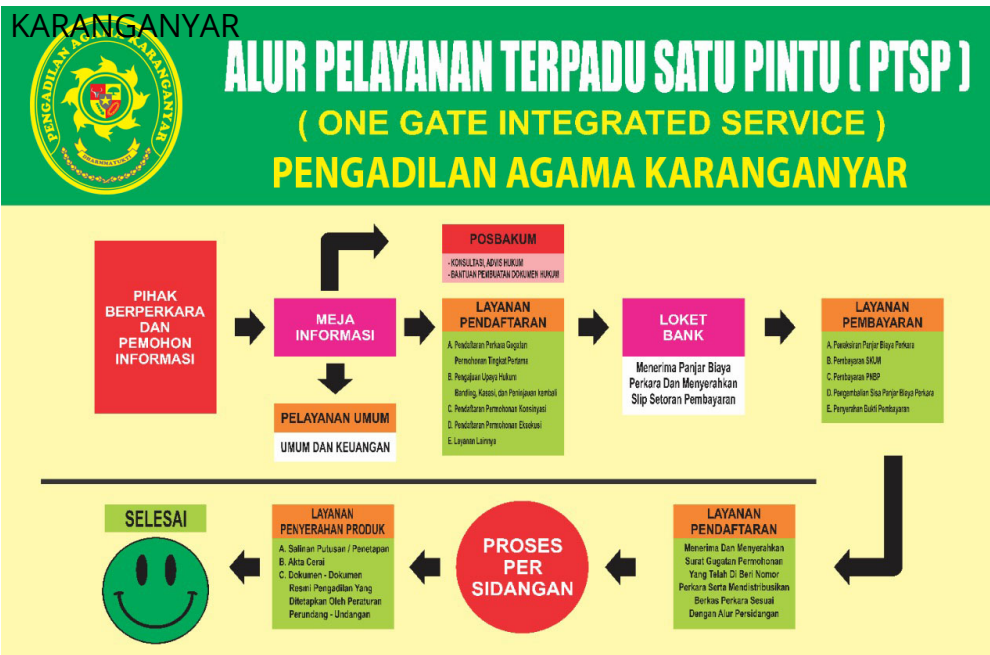 KARANGANYAR
PENGADILAN AGAMA KARANGANYAR
DHARMMA YUKTI
ALUR PELAYANAN TERPADU SATU PINTU ( PTSP )
( ONE GATE INTEGRATED SERVICE )
PENGADILAN AGAMA KARANGANYAR
PIHAK
BERPERKARA
DAN
PEMOHON
INFORMASI
MEJA
INFORMASI
POSBAKUM
- KONSULTASI, ADVIS HUKUM
- BANTUAN PEMBUATAN DOKUMEN HUKUM
PELAYANAN UMUM
UMUM DAN KEUANGAN
LAYANAN
PENDAFTARAN
A. Pendaftaran Perkara Gugatan
Permohonan Tingkat Pertama
B. Pengajuan Upaya Hukum
Banding, Kasasi, dan Peninjauan kembali
C. Pendaftaran Permohonan Konsinyasi
D. Pendaftaran Permohonan Eksekusi
E. Layanan Lainnya
LOKET
BANK
Menerima Panjar Biaya
Perkara Dan Menyerahkan
Slip Setoran Pembayaran
LAYANAN
PEMBAYARAN
A. Penaksiran Panjar Biaya Perkara
B. Pembayaran SKUM
C. Pembayaran PNBP
D. Pengembalian Sisa Panjar Biaya Perkara
E. Penyerahan Bukti Pembayaran
LAYANAN
PENDAFTARAN
Menerima Dan Menyerahkan
Surat Gugatan Permohonan
Yang Telah Di Beri Nomor
Perkara Serta Mendistribusikan
Berkas Perkara Sesuai
Dengan Alur Persidangan
PROSES
PER
SIDANGAN
LAYANAN
PENYERAHAN PRODUK
A. Salinan Putusan / Penetapan
B. Akta Cerai
C. Dokumen - Dokumen
Resmi Pengadilan Yang
Ditetapkan Oleh Peraturan
Perundang - Undangan
SELESAI